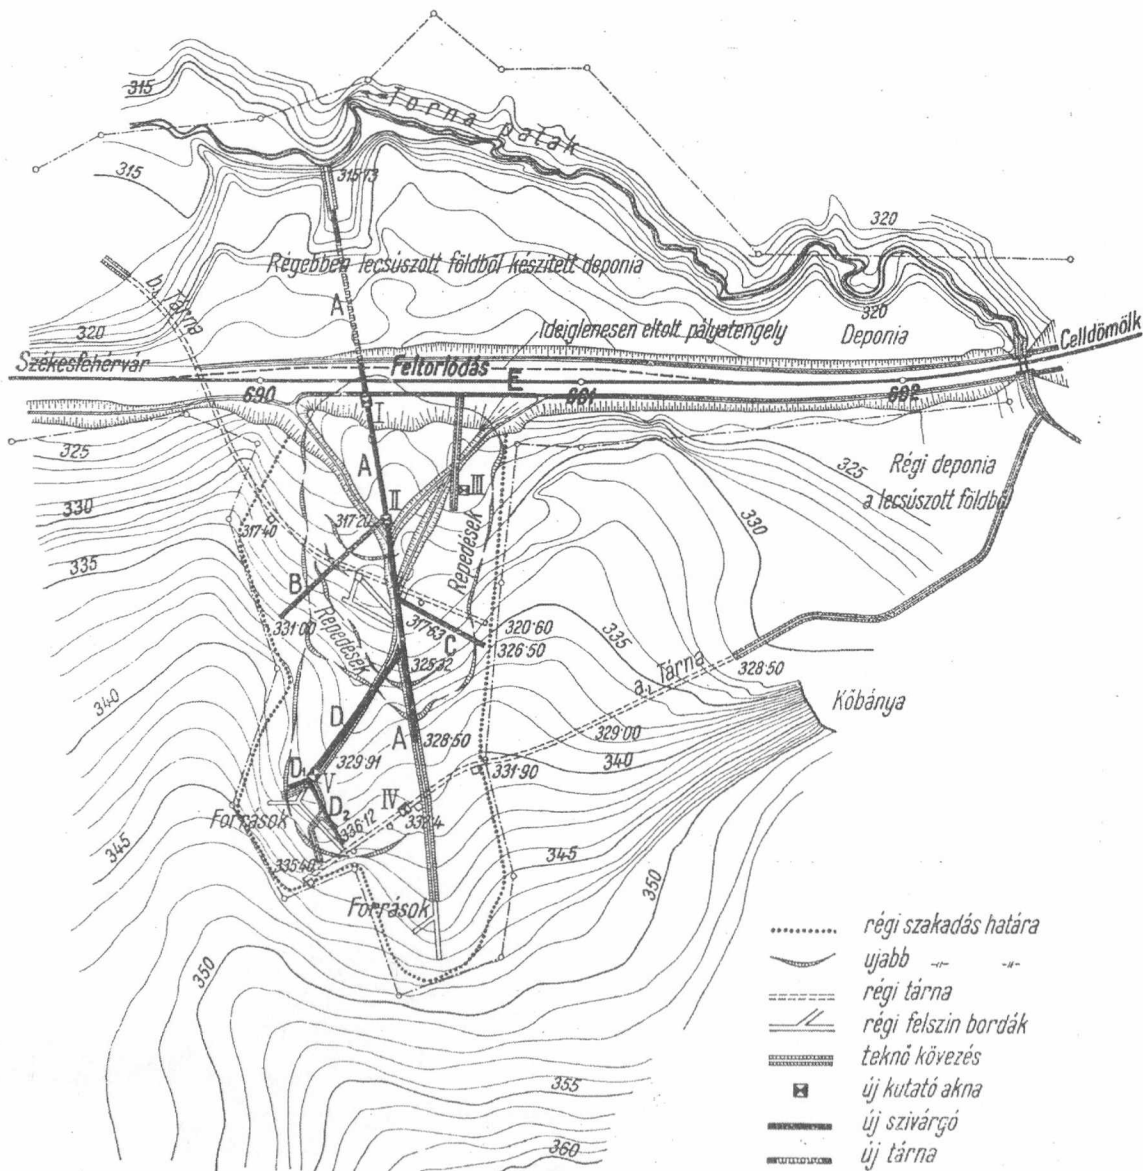 315
Torna patak
315
315·73
320
Régebben lecsúszott földből készített deponia
b. Tárna
A
320
Ideiglenesen eltolt pályatengely
Deponia
320
Celldömölk
Székesfehérvár
Feltorlódás
E
690
I
691
692
325
A
Régi deponia
a lecsúszott földből
325
III
330
II
317·20
317·40
330
Repedések
335
B
331·00
Repedések
317·63
C
320·60
326·50
328·32
335
a. Tárna
328·50
340
D
Kőbánya
A
328·50
329·00
329·91
340
331·90
D₁
V
IV
D₂
336·12
Források
345
335·40
345
350
Források
350
régi szakadás határa
ujabb -"- -"-
régi tárna
régi felszin bordák
teknő kövezés
új kutató akna
új szivárgó
új tárna
355
360